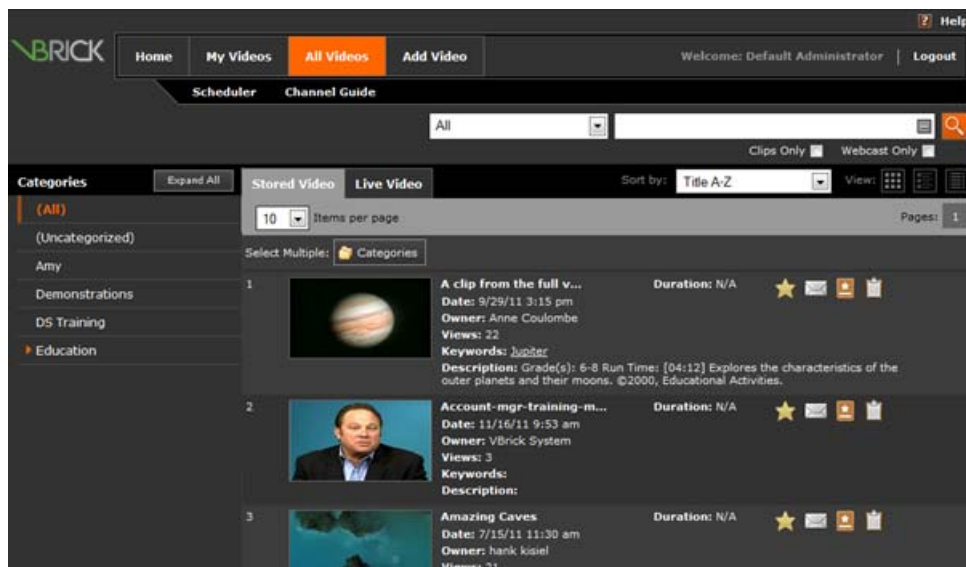 Help
VBRICK
Home My Videos All Videos Add Video Welcome: Default Administrator | Logout
Scheduler Channel Guide
All
Clips Only Webcast Only
Categories Expand All Stored Video Live Video Sort by: Title A-Z View:
(All)
10 Items per page Pages: 1
(Uncategorized)
Select Multiple: Categories
Amy
Demonstrations
DS Training
Education
1 A clip from the full v... Duration: N/A
Date: 9/29/11 3:15 pm
Owner: Anne Coulombe
Views: 22
Keywords: Jupiter
Description: Grade(s): 6-8 Run Time: [04:12] Explores the characteristics of the
outer planets and their moons. ©2000, Educational Activities.
2 Account-mgr-training-m... Duration: N/A
Date: 11/16/11 9:53 am
Owner: VBrick System
Views: 3
Keywords:
Description:
3 Amazing Caves Duration: N/A
Date: 7/15/11 11:30 am
Owner: hank kisiel
Views: 21